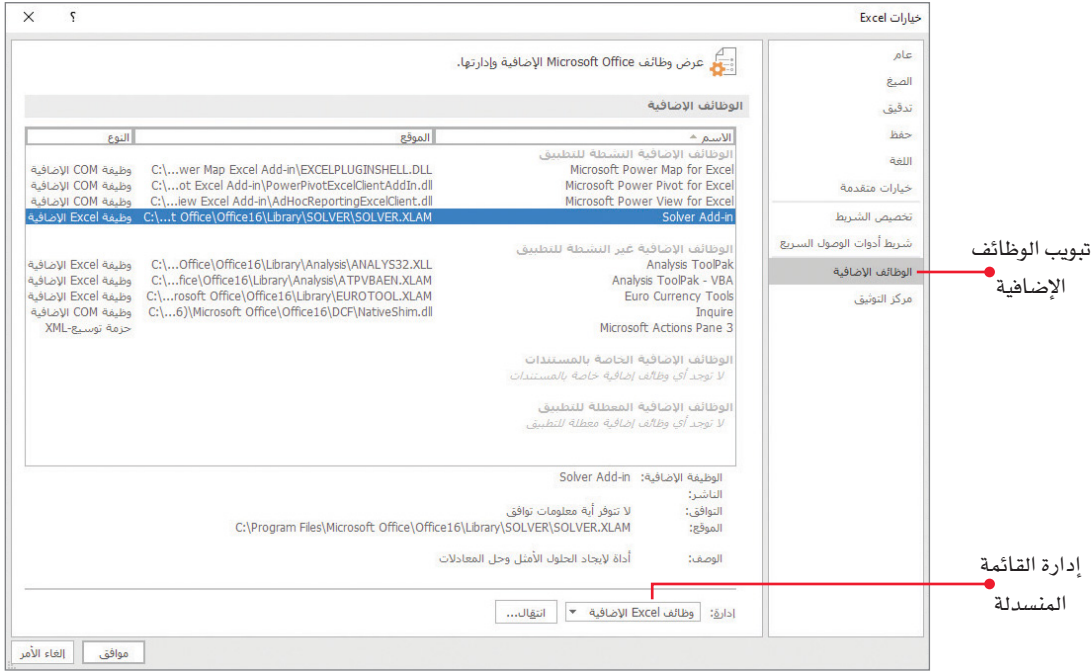 خيارات Excel
؟
×
عام
الصيغ
تدقيق
حفظ
اللغة
خيارات متقدمة
تخصيص الشريط
شريط أدوات الوصول السريع
الوظائف الإضافية
مركز التوثيق
تبويب الوظائف
الإضافية
عرض وظائف Microsoft Office الإضافية وإدارتها.
الوظائف الإضافية
الاسم الموقع النوع
الوظائف الإضافية النشطة للتطبيق
Microsoft Power Map for Excel C:\...wer Map Excel Add-in\EXCELPLUGINSHELL.DLL وظيفة COM الإضافية
Microsoft Power Pivot for Excel C:\...ot Excel Add-in\PowerPivotExcelClientAddIn.dll وظيفة COM الإضافية
Microsoft Power View for Excel C:\...iew Excel Add-in\AdHocReportingExcelClient.dll وظيفة COM الإضافية
Solver Add-in C:\...t Office\Office16\Library\SOLVER\SOLVER.XLAM وظيفة Excel الإضافية
الوظائف الإضافية غير النشطة للتطبيق
Analysis ToolPak C:\...Office\Office16\Library\Analysis\ANALYS32.XLL وظيفة Excel الإضافية
Analysis ToolPak - VBA C:\...fice\Office16\Library\Analysis\ATPVBAEN.XLAM وظيفة Excel الإضافية
Euro Currency Tools C:\...rosoft Office\Office16\Library\EUROTOOL.XLAM وظيفة Excel الإضافية
Inquire C:\...6)\Microsoft Office\Office16\DCF\NativeShim.dll وظيفة COM الإضافية
Microsoft Actions Pane 3 حزمة توسيع-XML
الوظائف الإضافية الخاصة بالمستندات
لا توجد أي وظائف إضافية خاصة بالمستندات
الوظائف الإضافية المعطلة للتطبيق
لا توجد أي وظائف إضافية معطلة للتطبيق
الوظيفة الإضافية: Solver Add-in
الناشر:
التوافق: لا تتوفر أية معلومات توافق
الموقع: C:\Program Files\Microsoft Office\Office16\Library\SOLVER\SOLVER.XLAM
الوصف: أداة لإيجاد الحلول الأمثل وحل المعادلات
إدارة: وظائف Excel الإضافية انتقال...
إدارة القائمة
المنسدلة
موافق إلغاء الأمر